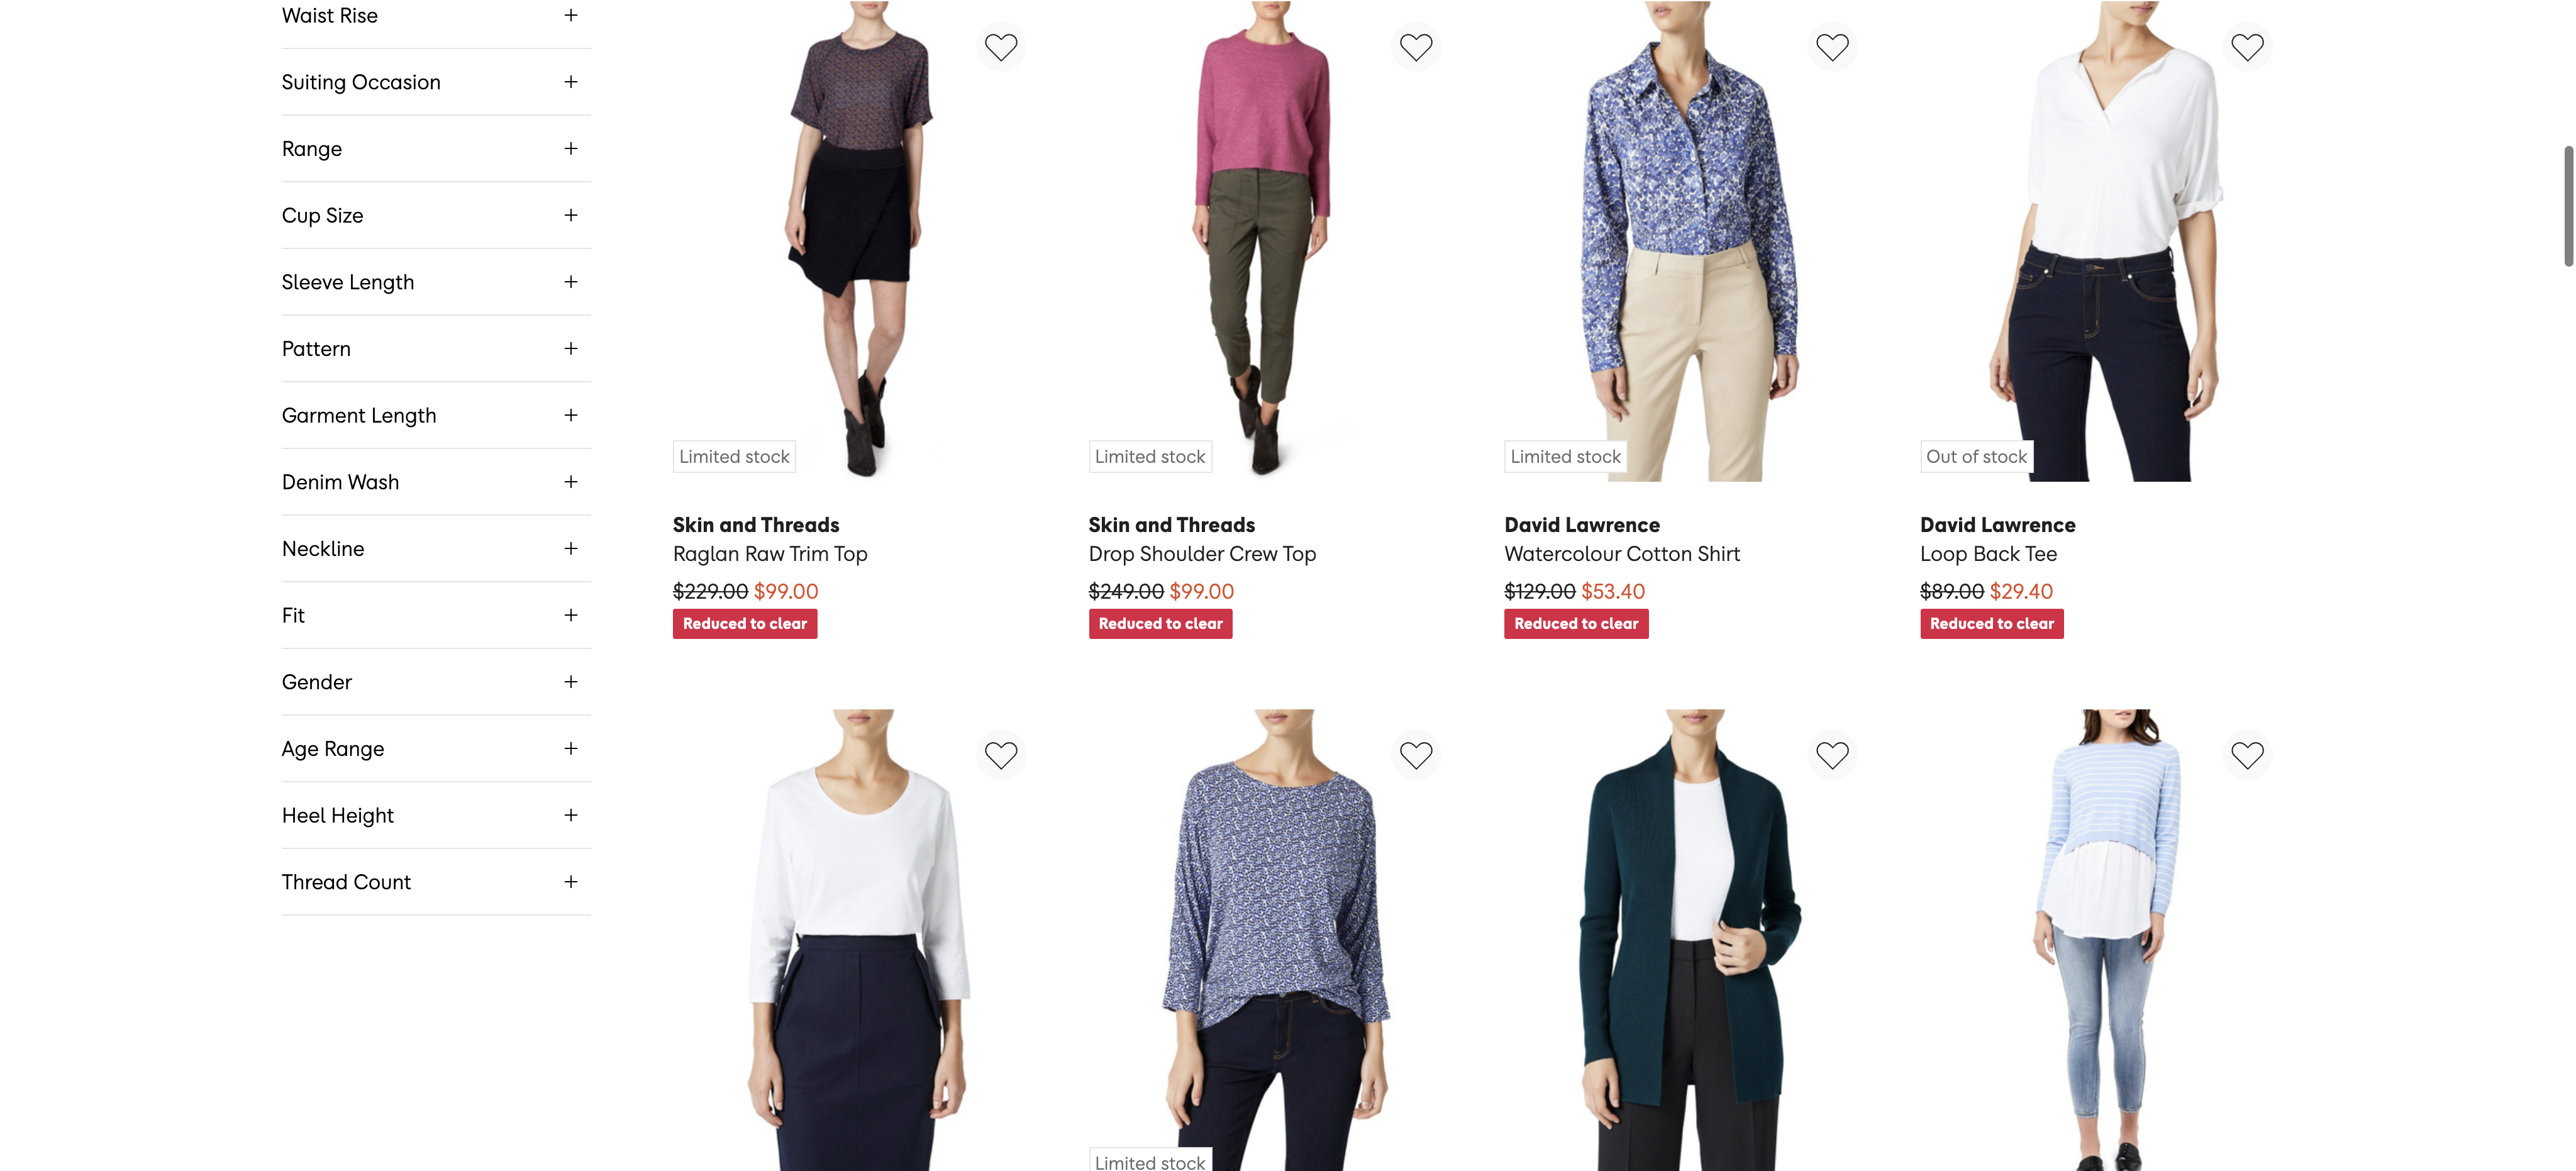 Waist Rise
Suiting Occasion
Range
Cup Size
Sleeve Length
Pattern
Garment Length
Denim Wash
Neckline
Fit
Gender
Age Range
Heel Height
Thread Count
Limited stock
Skin and Threads
Raglan Raw Trim Top
$229.00 $99.00
Reduced to clear
Limited stock
Skin and Threads
Drop Shoulder Crew Top
$249.00 $99.00
Reduced to clear
Limited stock
David Lawrence
Watercolour Cotton Shirt
$129.00 $53.40
Reduced to clear
Out of stock
David Lawrence
Loop Back Tee
$89.00 $29.40
Reduced to clear
Limited stock